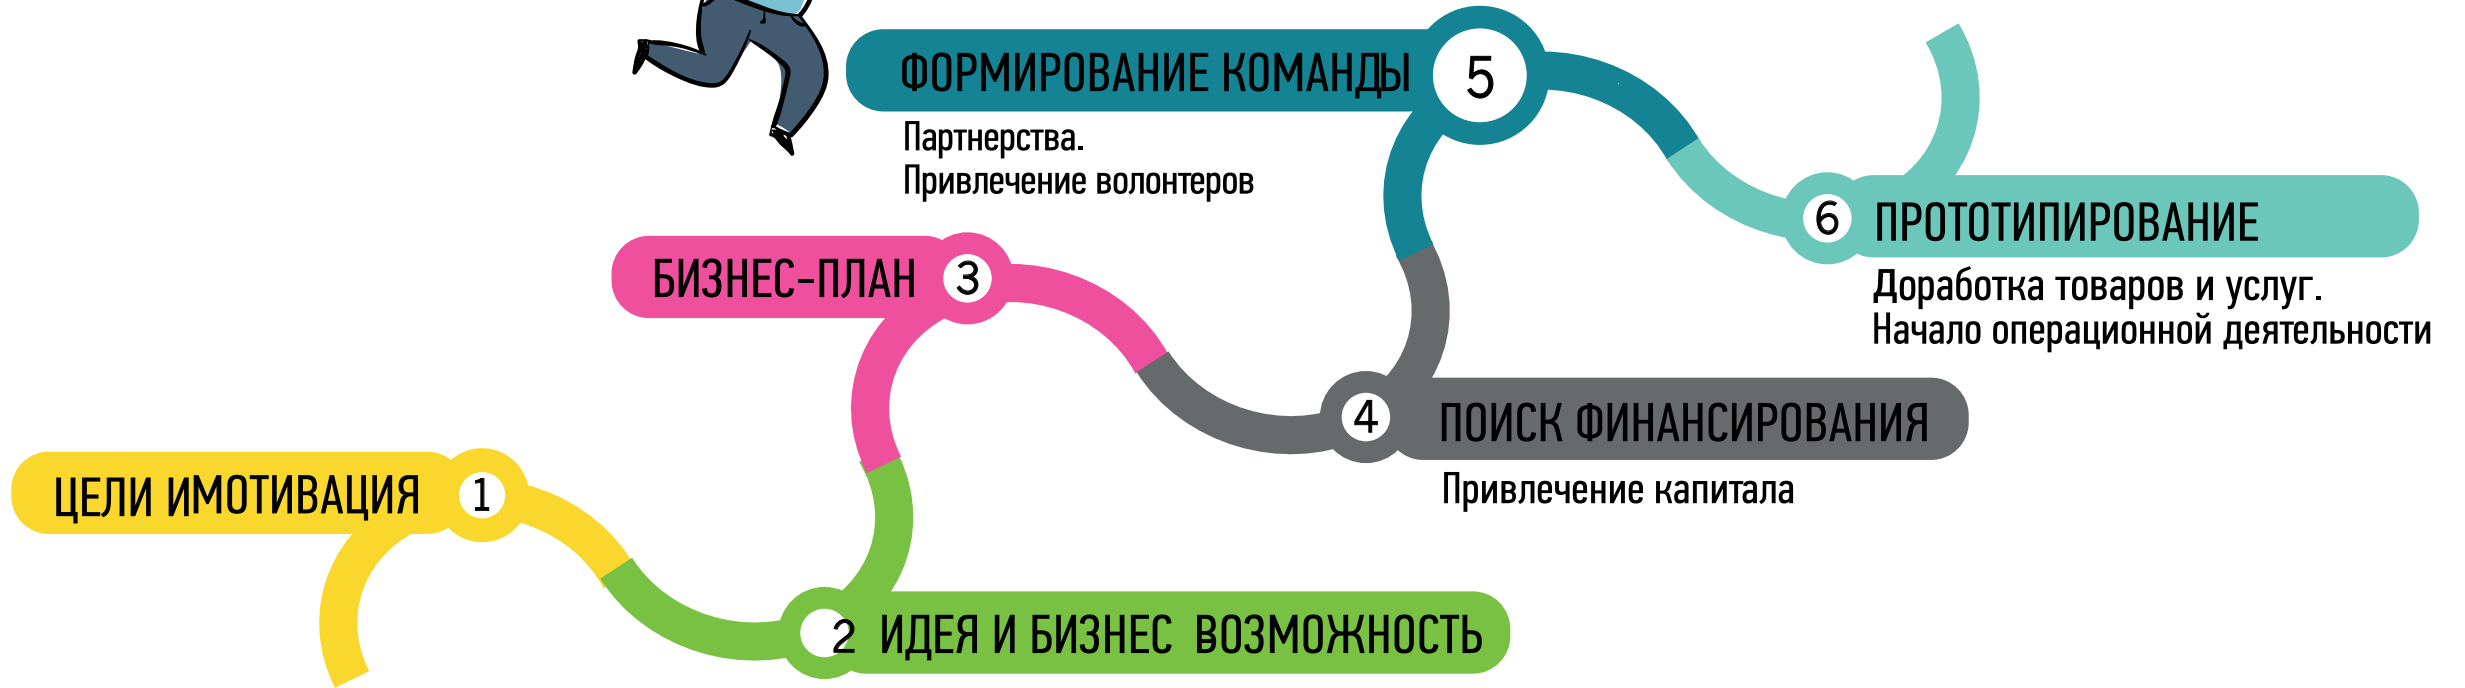 ФОРМИРОВАНИЕ КОМАНДЫ 5
Партнерства.
Привлечение волонтеров
6 ПРОТОТИПИРОВАНИЕ
Доработка товаров и услуг.
Начало операционной деятельности
БИЗНЕС-ПЛАН 3
4 ПОИСК ФИНАНСИРОВАНИЯ
Привлечение капитала
ЦЕЛИ ИМОТИВАЦИЯ 1
2 ИДЕЯ И БИЗНЕС ВОЗМОЖНОСТЬ